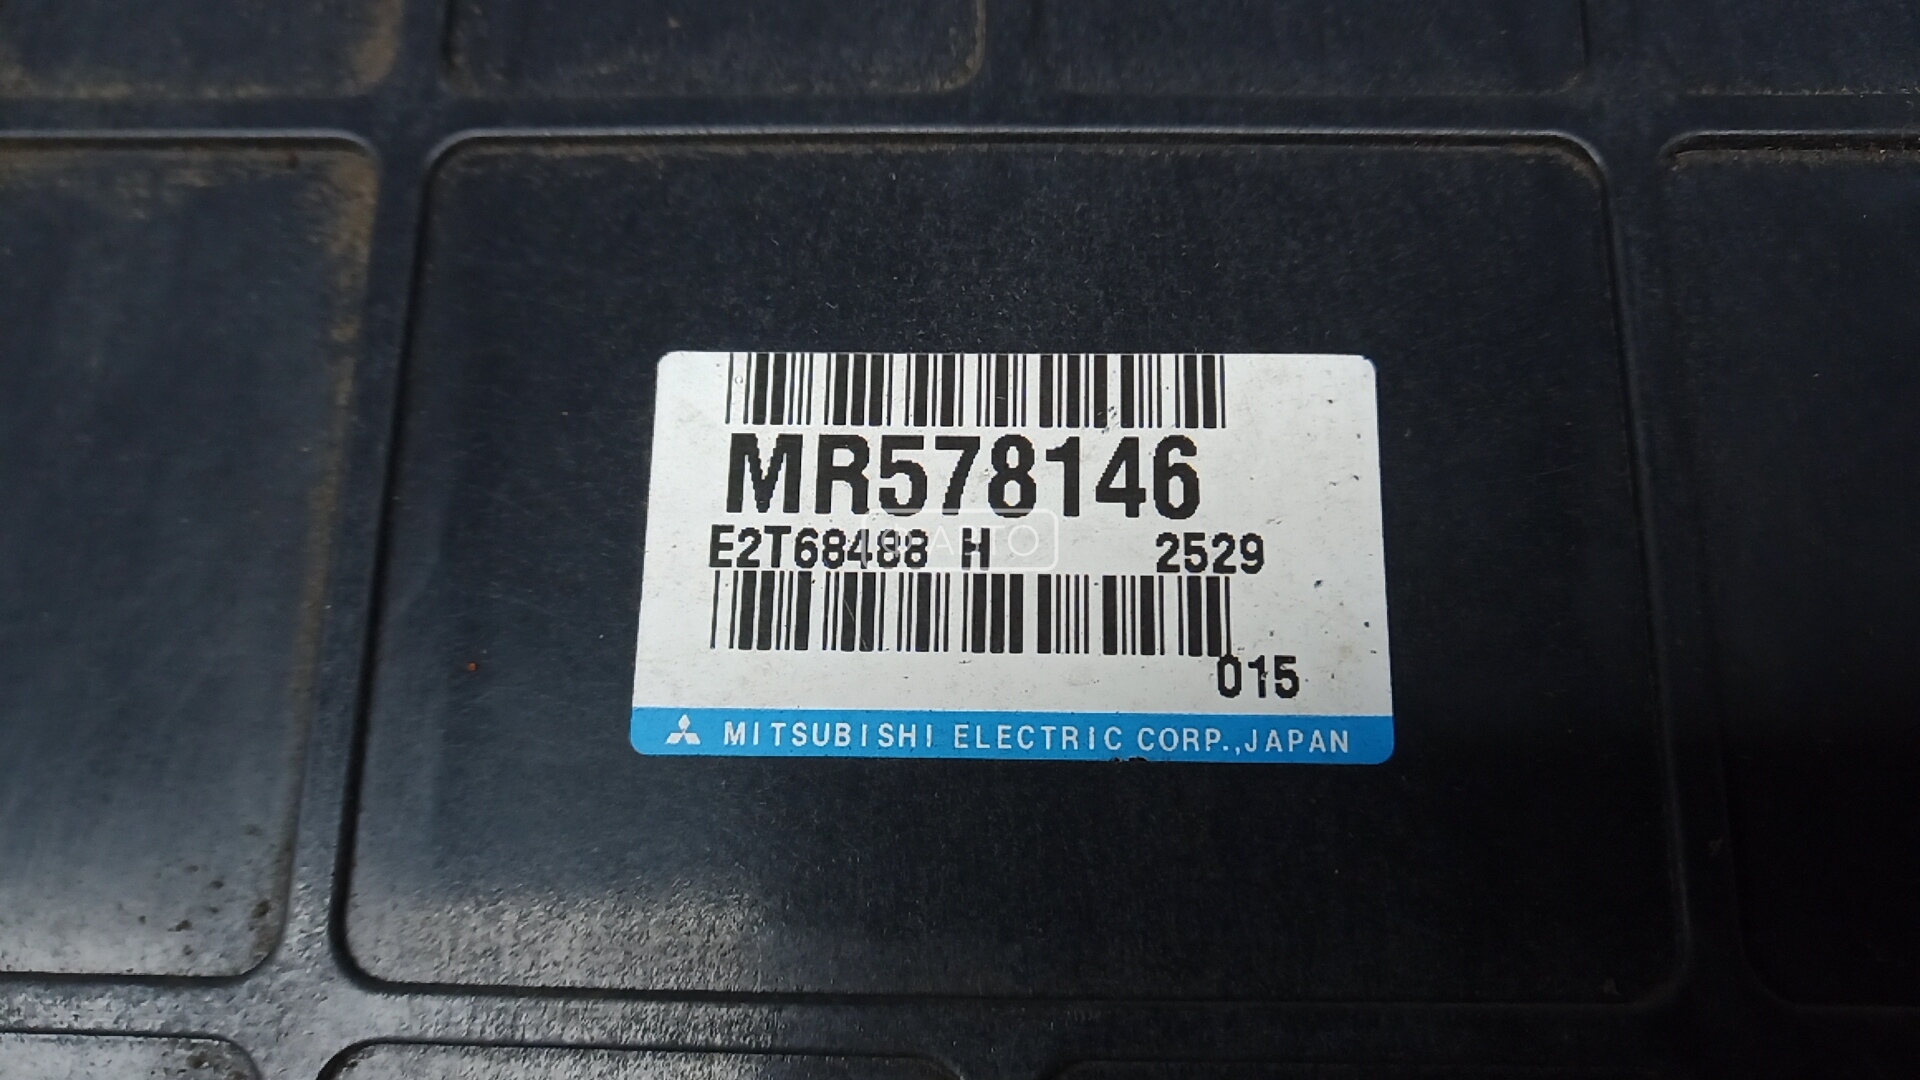 MR578146
E2T68488 H 2529
015
MITSUBISHI ELECTRIC CORP.,JAPAN